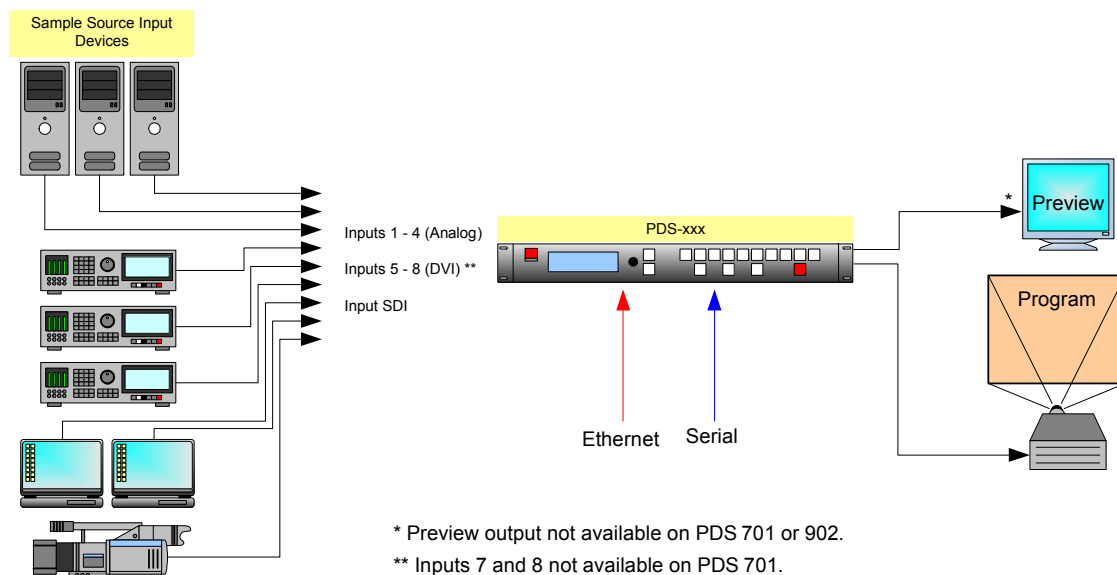 Sample Source Input
Devices
Inputs 1 - 4 (Analog)
Inputs 5 - 8 (DVI) **
Input SDI
PDS-xxx
*
Preview
Program
Ethernet
Serial
* Preview output not available on PDS 701 or 902.
** Inputs 7 and 8 not available on PDS 701.